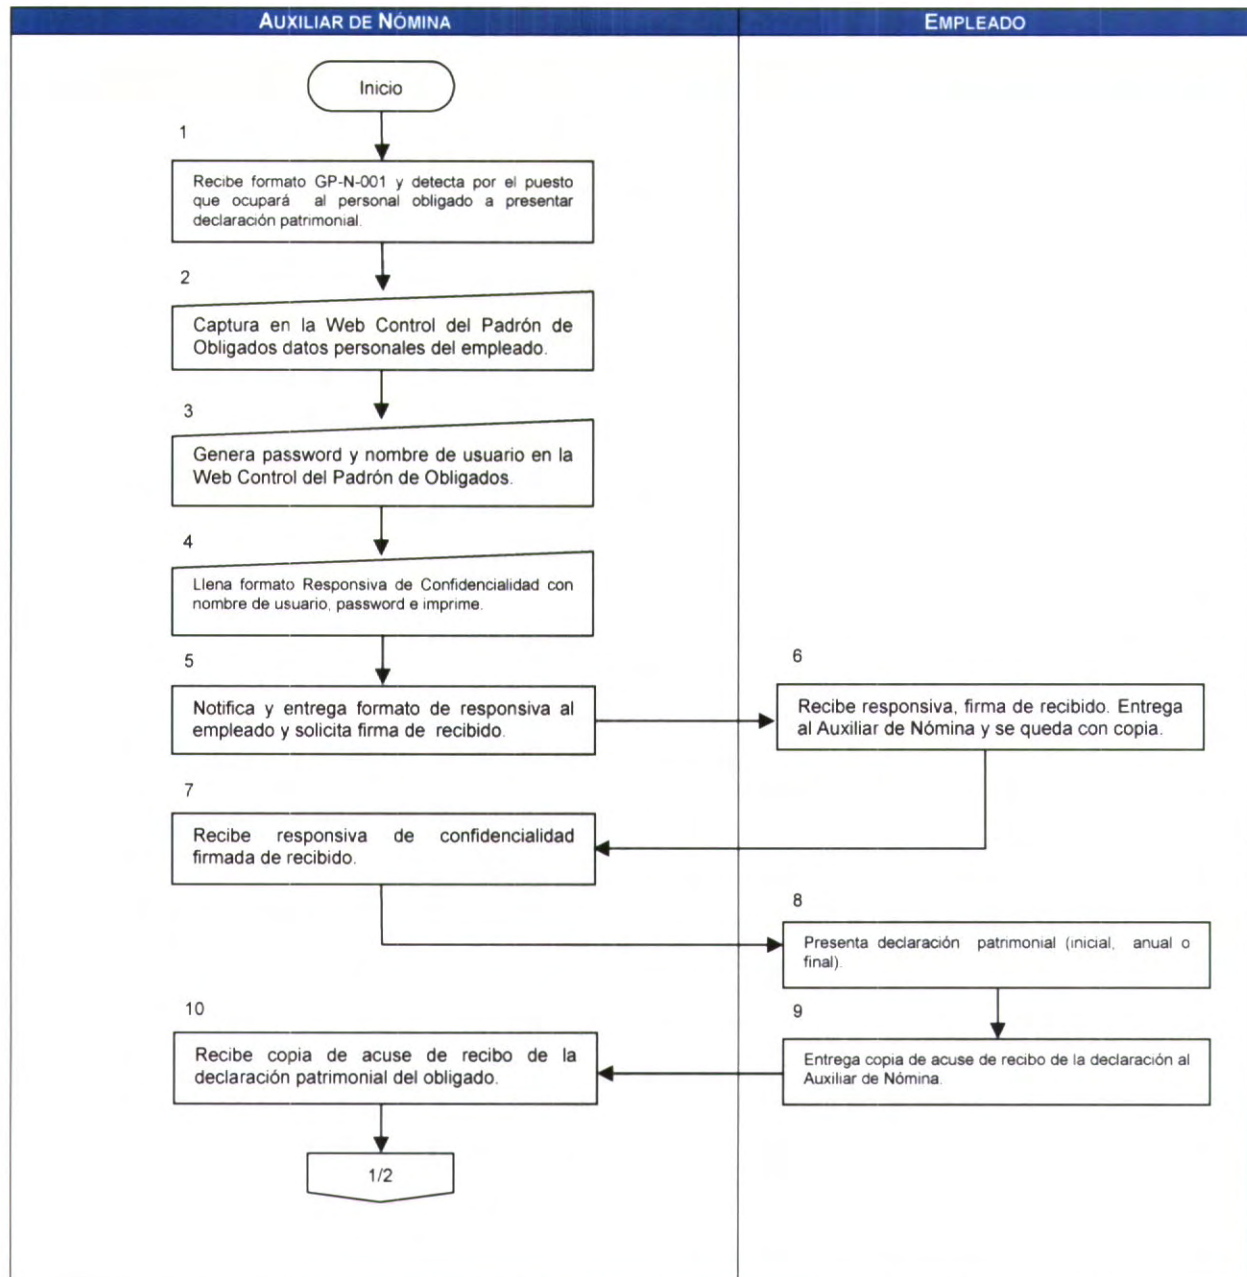 AUXILIAR DE NÓMINA
EMPLEADO
Inicio
1
Recibe formato GP-N-001 y detecta por el puesto
que ocupará al personal obligado a presentar
declaración patrimonial.
2
Captura en la Web Control del Padrón de
Obligados datos personales del empleado.
3
Genera password y nombre de usuario en la
Web Control del Padrón de Obligados.
4
Llena formato Responsiva de Confidencialidad con
nombre de usuario, password e imprime.
5
Notifica y entrega formato de responsiva al
empleado y solicita firma de recibido.
6
Recibe responsiva, firma de recibido. Entrega
al Auxiliar de Nómina y se queda con copia.
7
Recibe responsiva de confidencialidad
firmada de recibido.
8
Presenta declaración patrimonial (inicial, anual o
final).
9
Entrega copia de acuse de recibo de la declaración al
Auxiliar de Nómina.
10
Recibe copia de acuse de recibo de la
declaración patrimonial del obligado.
1/2